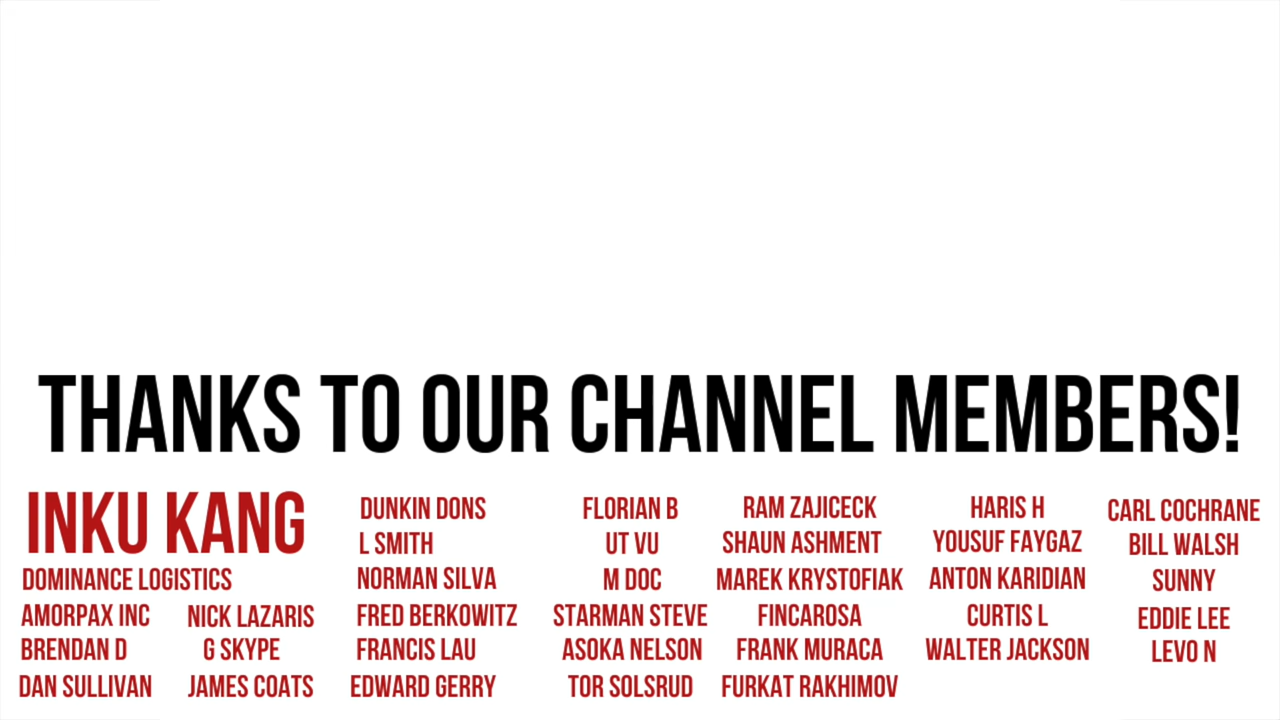 THANKS TO OUR CHANNEL MEMBERS!
INKU KANG
DOMINANCE LOGISTICS
AMORPAX INC
BRENDAN D
DAN SULLIVAN
NICK LAZARIS
G SKYPE
JAMES COATS
DUNKIN DONS
L SMITH
NORMAN SILVA
FRED BERKOWITZ
FRANCIS LAU
EDWARD GERRY
FLORIAN B
UT VU
M DOC
STARMAN STEVE
ASOKA NELSON
TOR SOLSRUD
RAM ZAJICECK
SHAUN ASHMENT
MAREK KRYSTOFIAK
FINCAROSA
FRANK MURACA
FURKAT RAKHIMOV
HARIS H
YOUSUF FAYGAZ
ANTON KARIDIAN
CURTIS L
WALTER JACKSON
CARL COCHRANE
BILL WALSH
SUNNY
EDDIE LEE
LEVO N